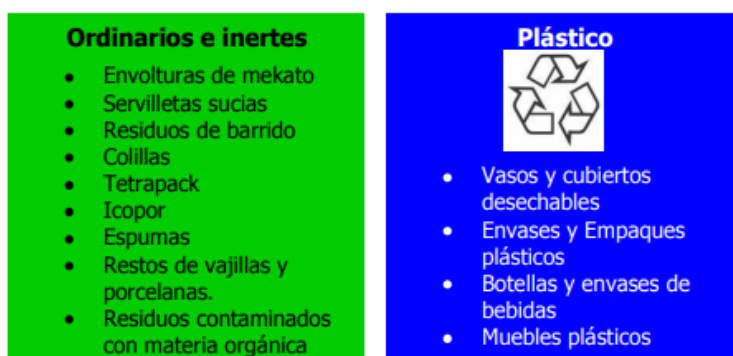 Ordinarios e inertes
• Envolturas de mekato
• Servilletas sucias
• Residuos de barrido
• Colillas
• Tetrapack
• Icopor
• Espumas
• Restos de vajillas y
porcelanas.
• Residuos contaminados
con materia orgánica
Plástico
• Vasos y cubiertos
desechables
• Envases y Empaques
plásticos
• Botellas y envases de
bebidas
• Muebles plásticos